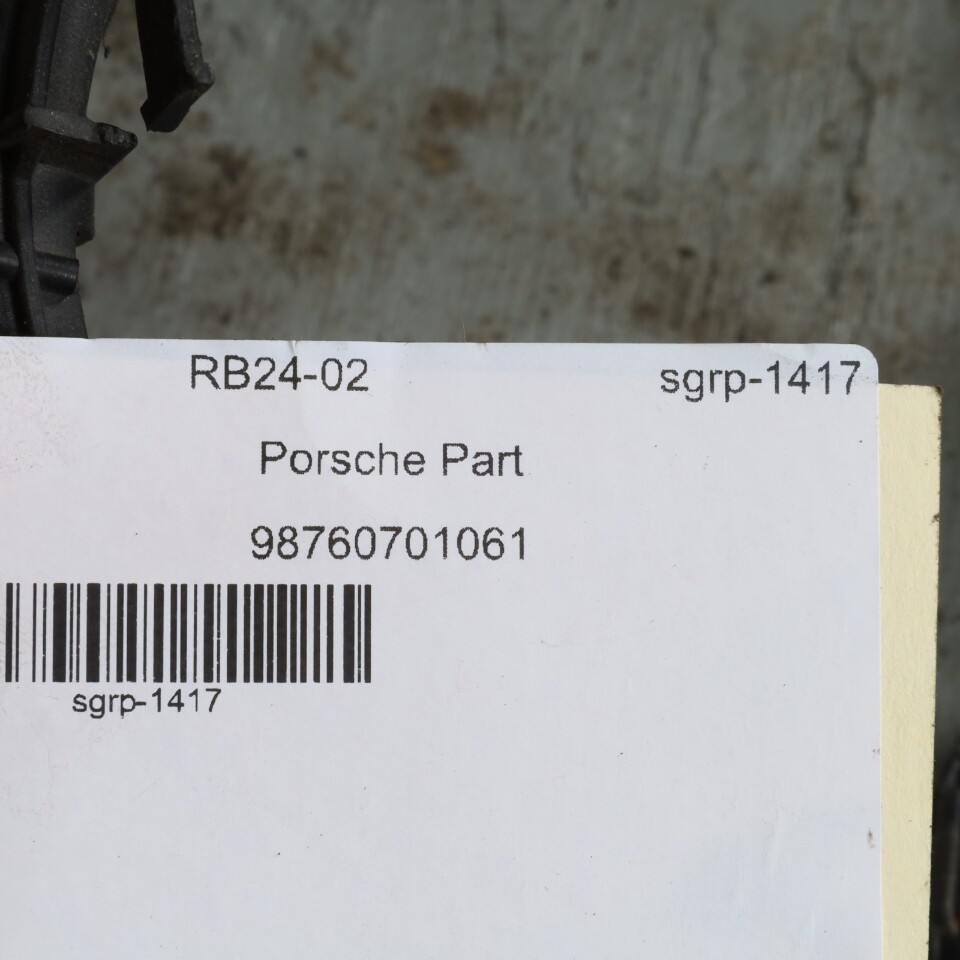 RB24-02 sgrp-1417
Porsche Part
98760701061
sgrp-1417